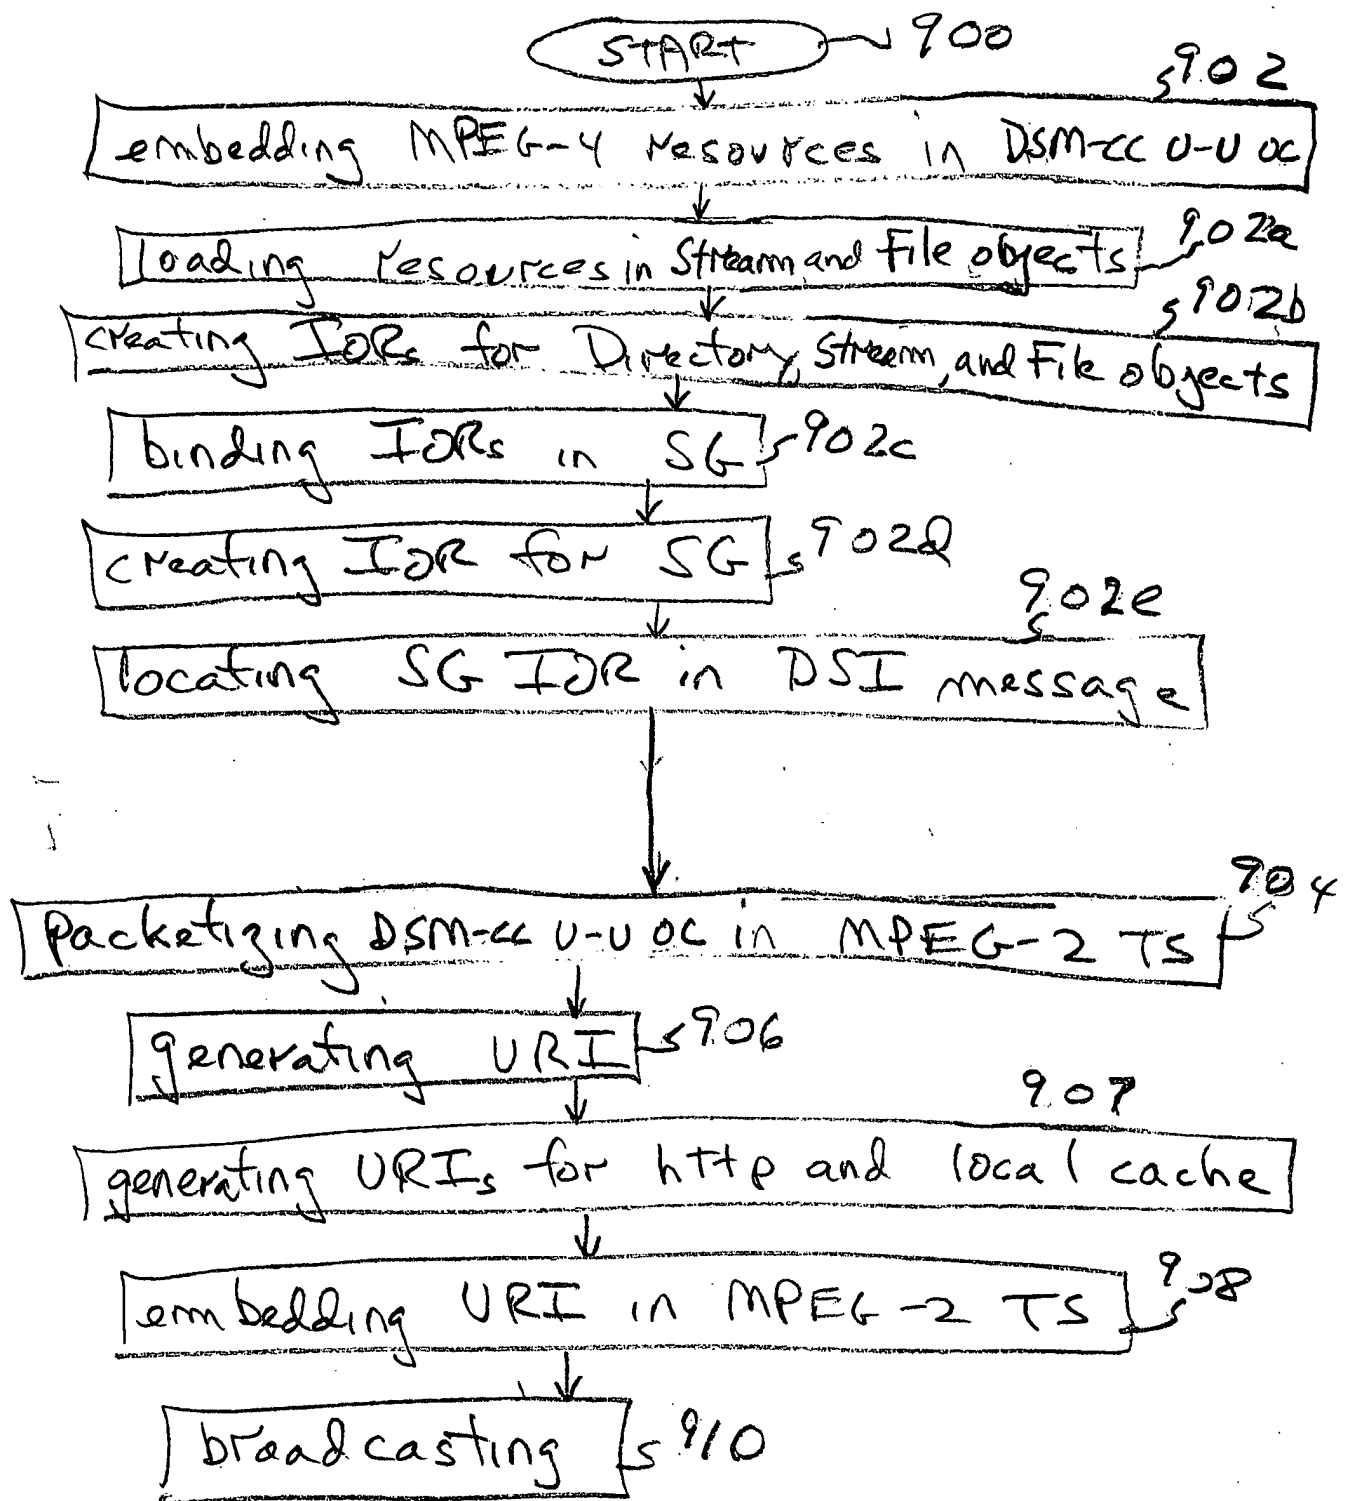 START 900
902
embedding MPEG-4 resources in DSM-CC U-U OC
loading resources in Stream and File objects 902a
902b
creating IORs for Directory, Stream, and File objects
binding IORs in SG 902c
creating IOR for SG 902d
902e
locating SG IOR in DSI message
904
packetizing DSM-CC U-U OC in MPEG-2 TS
generating URI 906
907
generating URIs for http and local cache
embedding URI in MPEG-2 TS 908
broadcasting 910